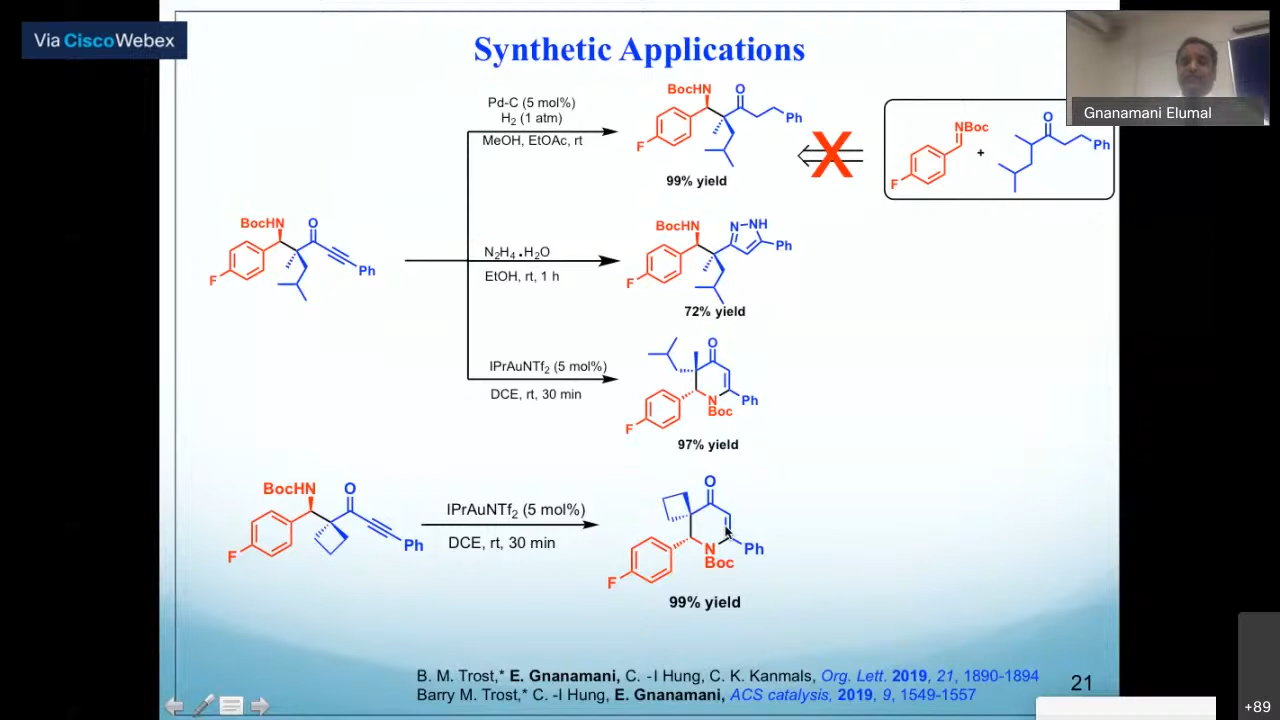 Via CiscoWebex
Synthetic Applications
Gnanamani Elumal
Pd-C (5 mol%)
H2 (1 atm)
MeOH, EtOAc, rt
BocHN
O
Ph
F
99% yield
X
NBoc
+
O
Ph
F
BocHN
O
F
Ph
N2H4•H2O
EtOH, rt, 1 h
BocHN
N
NH
Ph
F
72% yield
IPrAuNTf2 (5 mol%)
DCE, rt, 30 min
O
Ph
N
Boc
F
97% yield
BocHN
O
F
Ph
IPrAuNTf2 (5 mol%)
DCE, rt, 30 min
O
N
Ph
Boc
F
99% yield
B. M. Trost,* E. Gnanamani, C. -I Hung, C. K. Kanmals, Org. Lett. 2019, 21, 1890-1894
Barry M. Trost,* C. -I Hung, E. Gnanamani, ACS catalysis, 2019, 9, 1549-1557
21
+89